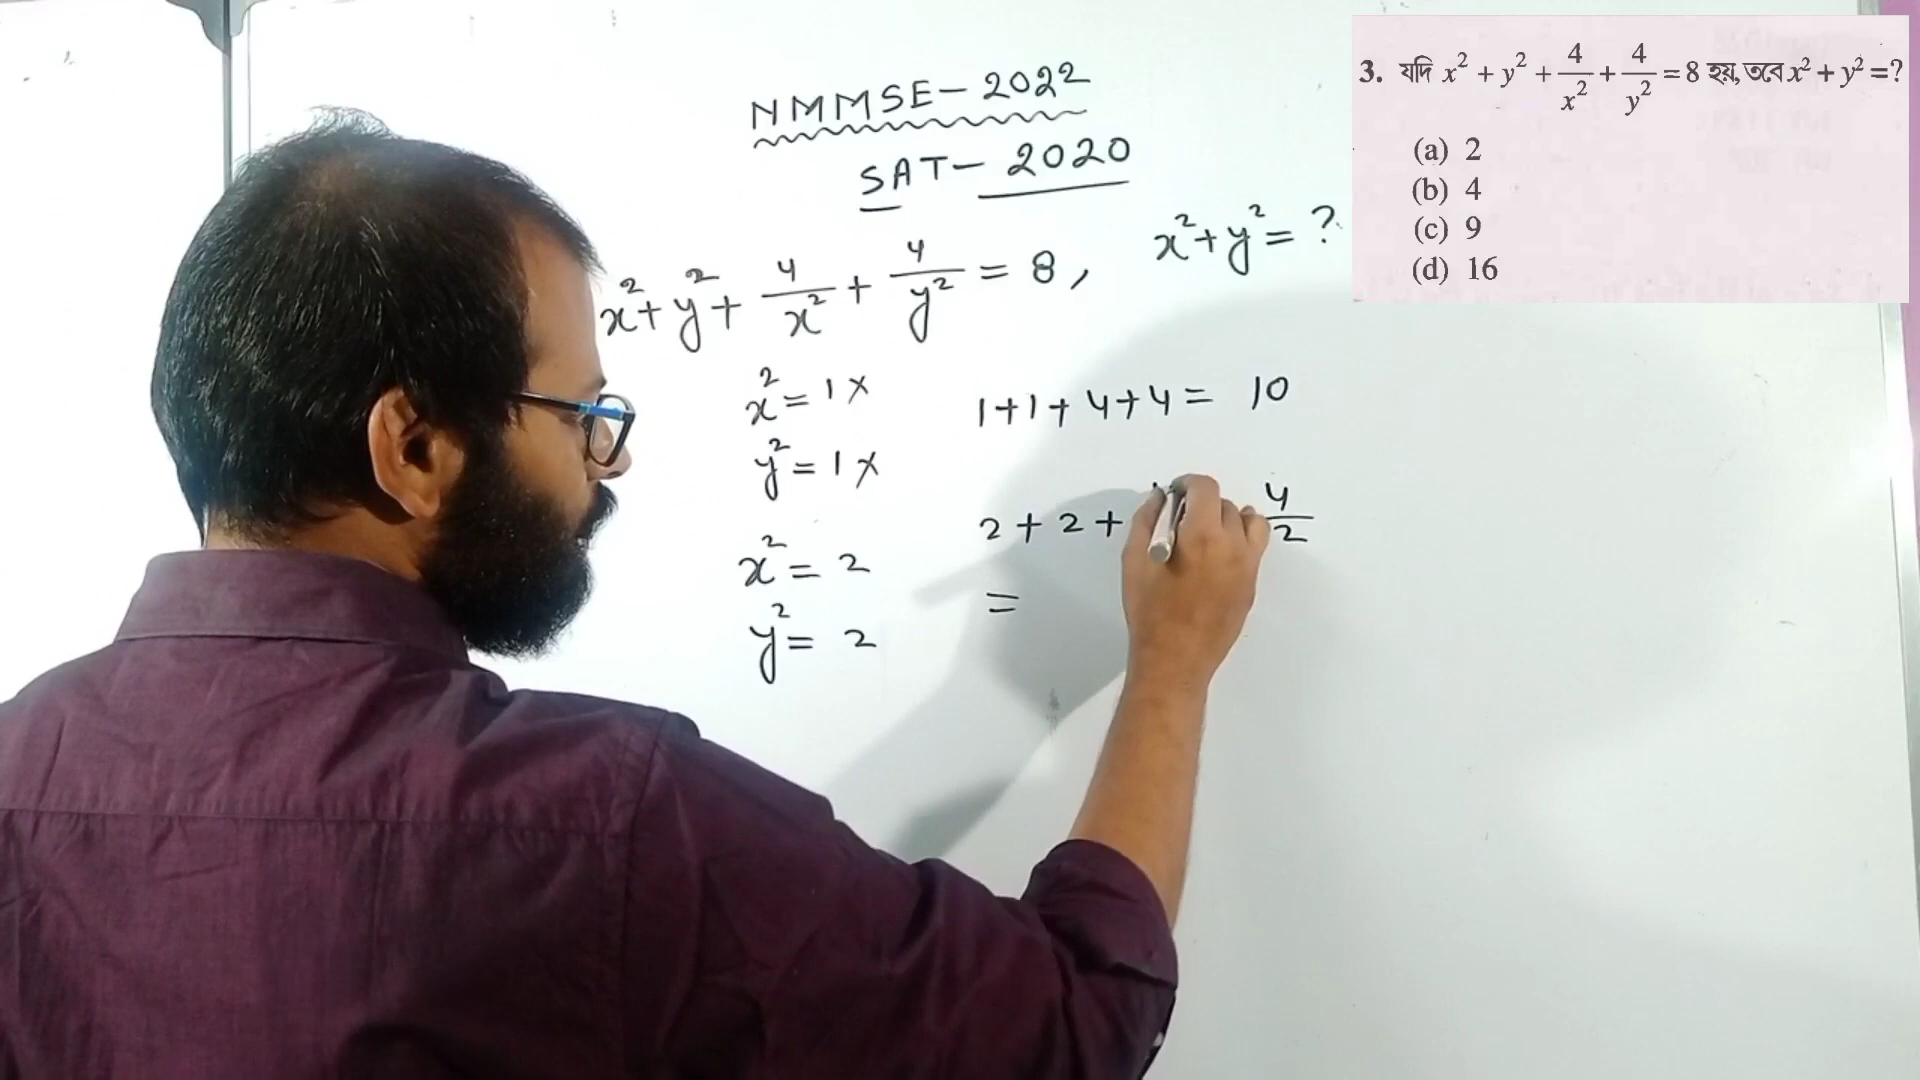 NMMSE-2022
SAT- 2020
x²+y²+ 4/x² + 4/y² = 8, x²+y²= ?
x²= 1 × 1+1+4+4= 10
y²= 1 ×
2+2+ 4/2
x²= 2
=
y²= 2
3. যদি x² + y² + 4/x² + 4/y² = 8 হয়, তবে x² + y² =?
(a) 2
(b) 4
(c) 9
(d) 16